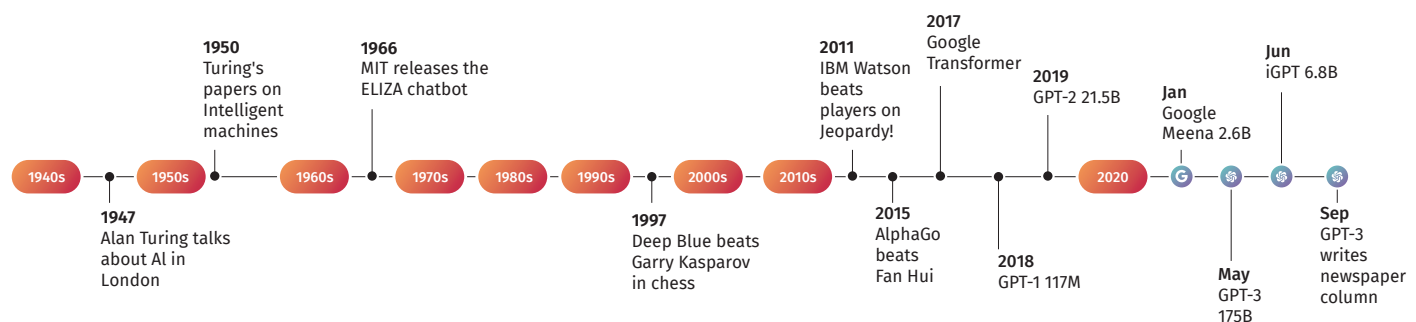 1940s
1947
Alan Turing talks
about AI in
London
1950s
1950
Turing's
papers on
Intelligent
machines
1960s
1966
MIT releases the
ELIZA chatbot
1970s
1980s
1990s
1997
Deep Blue beats
Garry Kasparov
in chess
2000s
2010s
2011
IBM Watson
beats
players on
Jeopardy!
2015
AlphaGo
beats
Fan Hui
2017
Google
Transformer
2018
GPT-1 117M
2019
GPT-2 21.5B
2020
Jan
Google
Meena 2.6B
G
May
GPT-3
175B
Jun
iGPT 6.8B
Sep
GPT-3
writes
newspaper
column